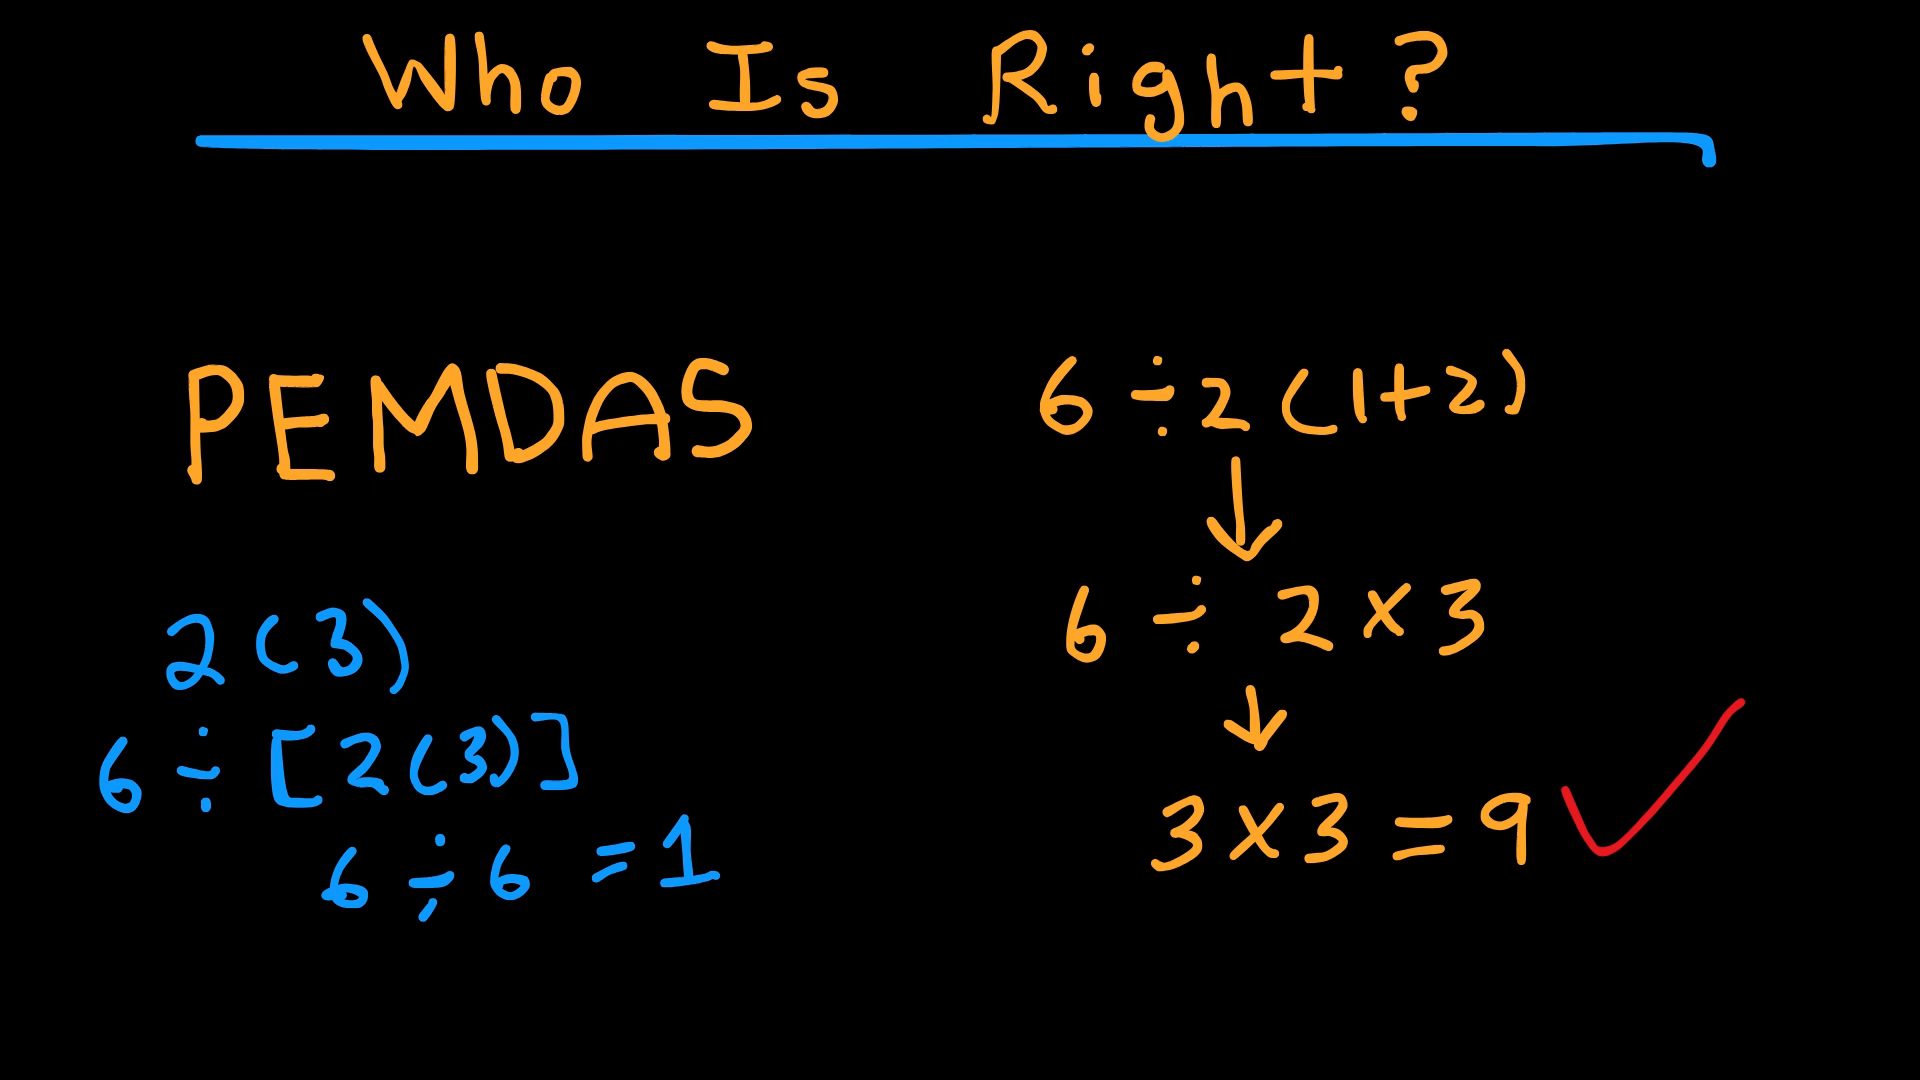 Who Is Right?
PEMDAS
2(3)
6 ÷ [2(3)]
6 ÷ 6 = 1
6 ÷ 2(1+2)
↓
6 ÷ 2 × 3
↓
3 × 3 = 9 ✓